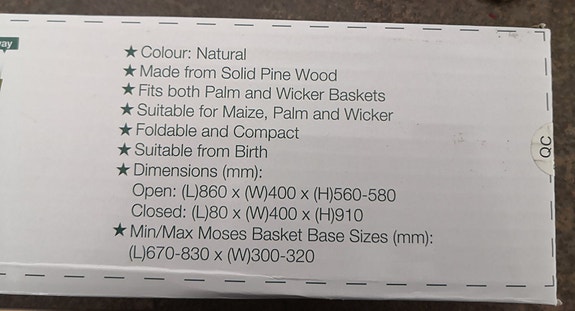 ★ Colour: Natural
★ Made from Solid Pine Wood
★ Fits both Palm and Wicker Baskets
★ Suitable for Maize, Palm and Wicker
★ Foldable and Compact
★ Suitable from Birth
★ Dimensions (mm):
Open: (L)860 x (W)400 x (H)560-580
Closed: (L)80 x (W)400 x (H)910
★ Min/Max Moses Basket Base Sizes (mm):
(L)670-830 x (W)300-320
QC